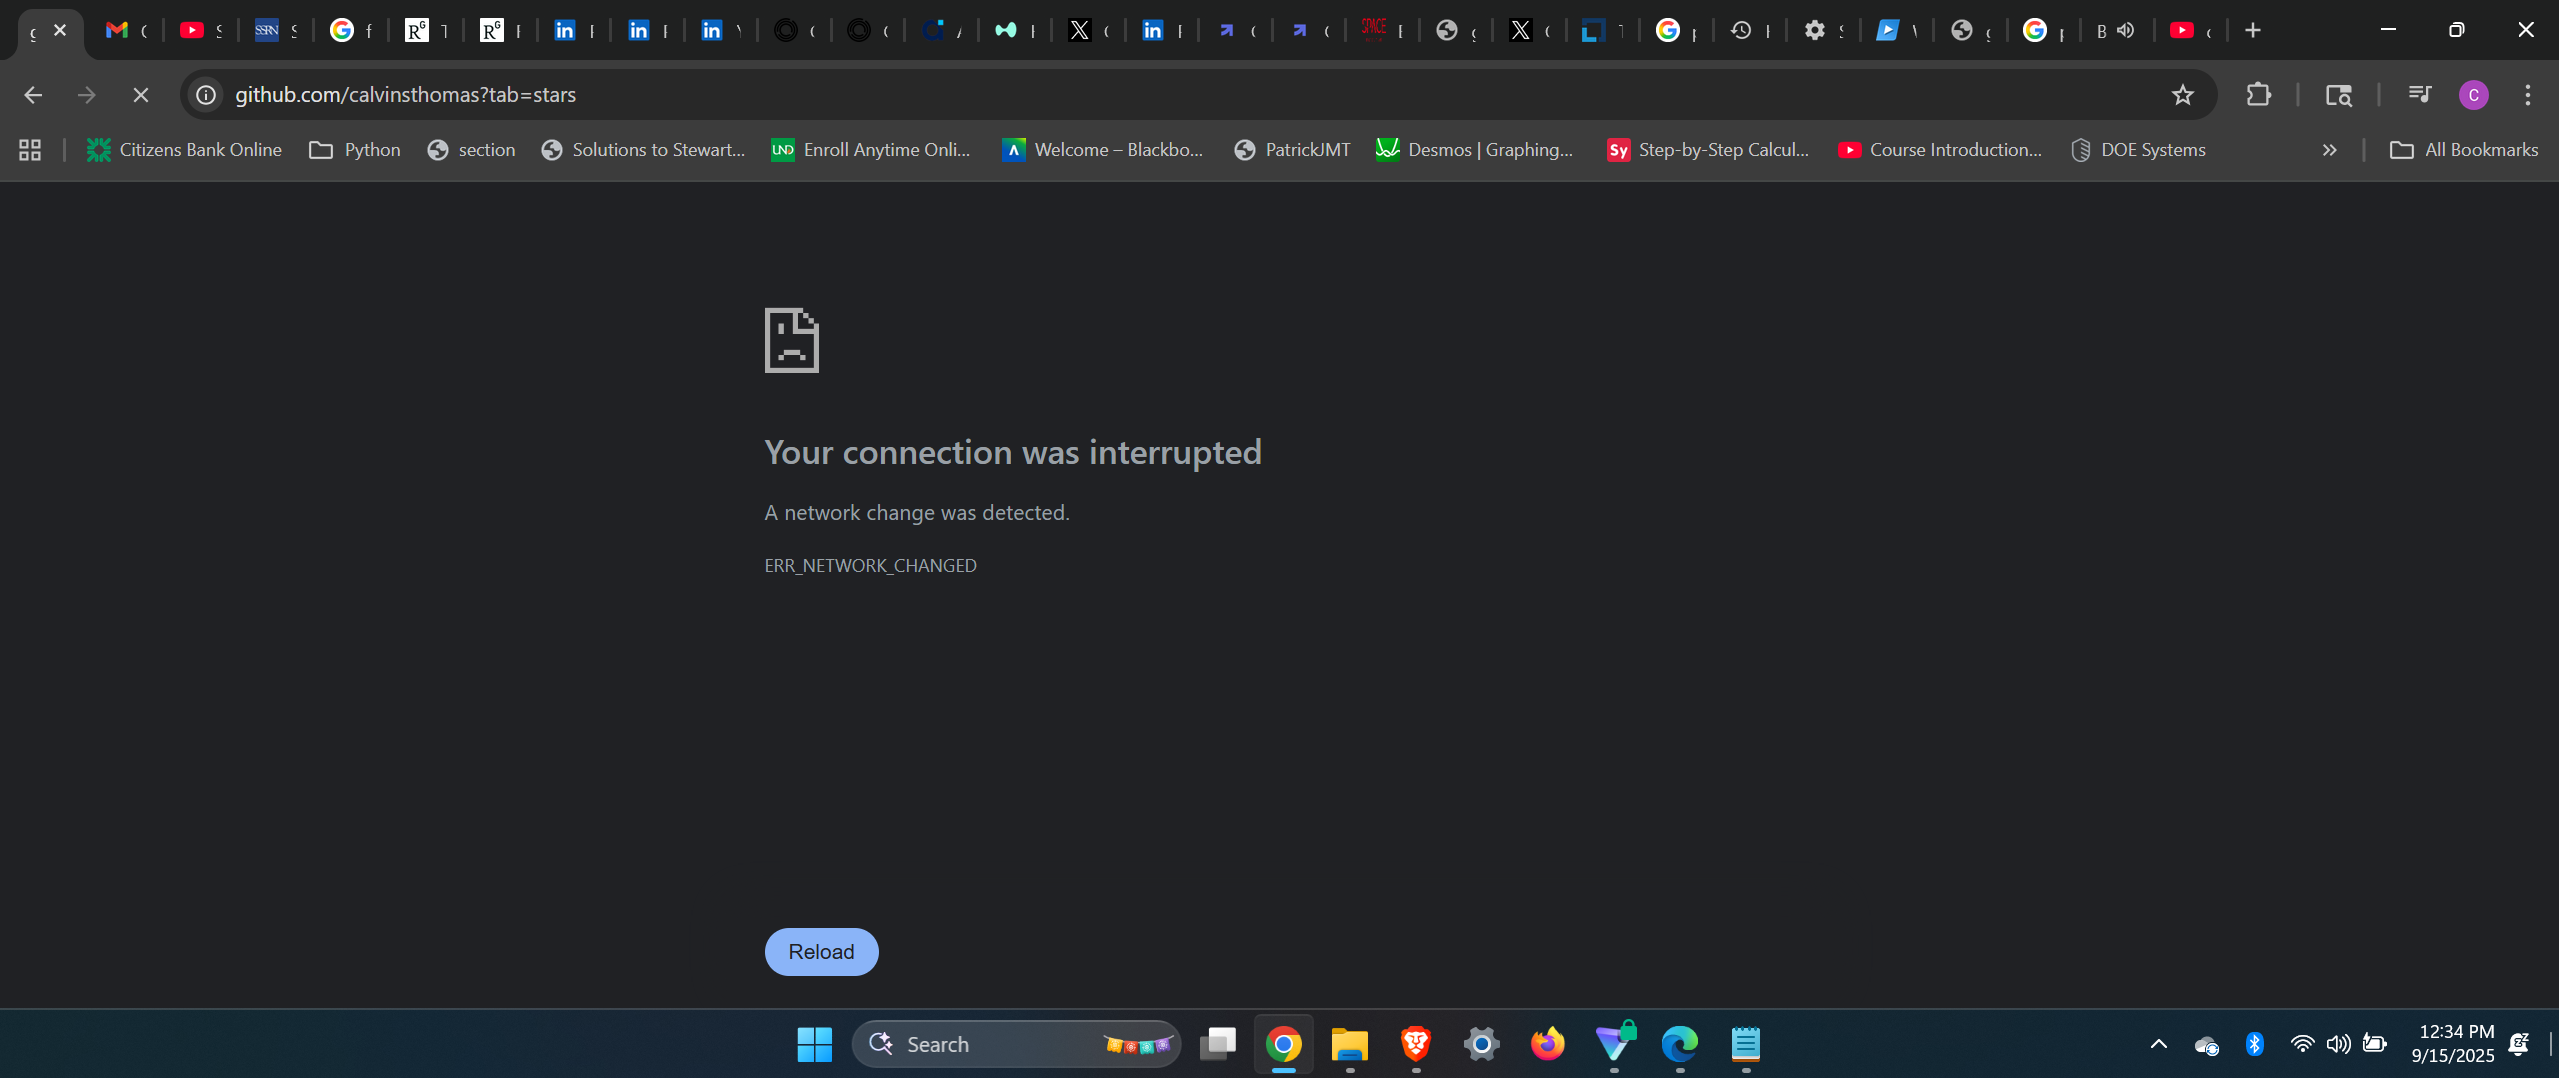 github.com/calvinsthomas?tab=stars
C
Citizens Bank Online
Python
section
Solutions to Stewart...
Enroll Anytime Onli...
Welcome – Blackbo...
PatrickJMT
Desmos | Graphing...
Step-by-Step Calcul...
Course Introduction...
DOE Systems
All Bookmarks
Your connection was interrupted
A network change was detected.
ERR_NETWORK_CHANGED
Reload
Search
12:34 PM
9/15/2025